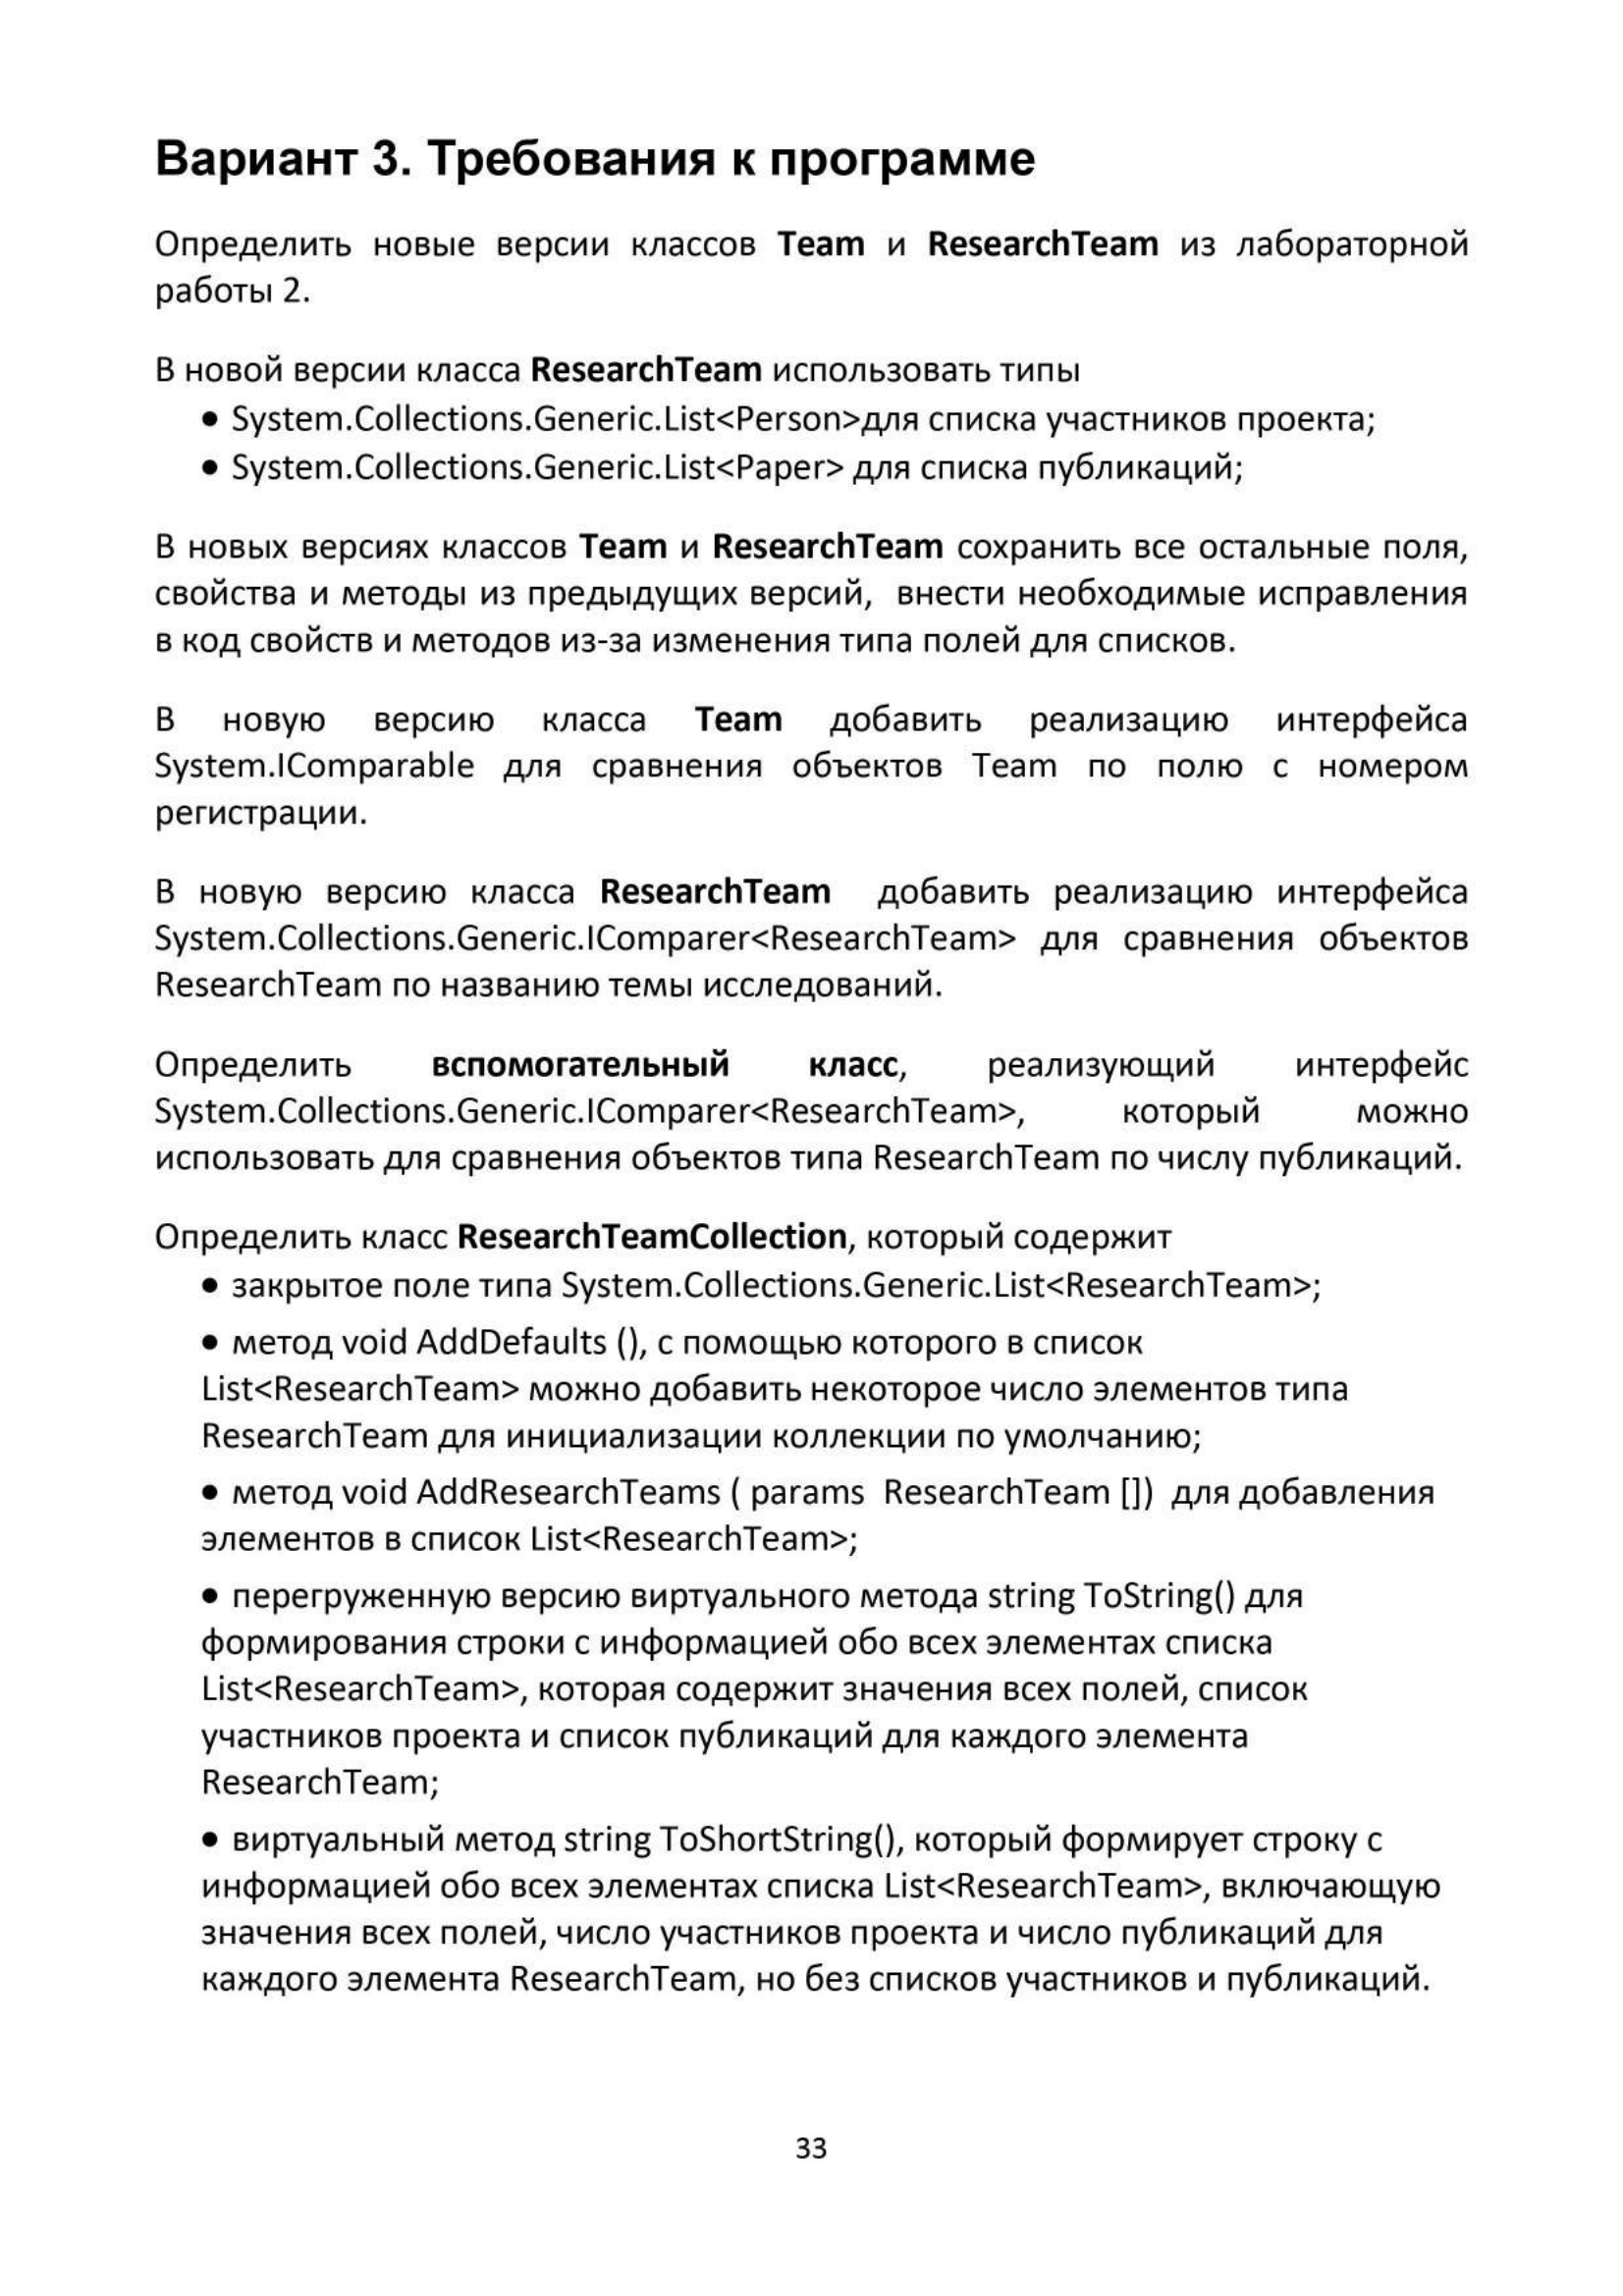 Вариант 3. Требования к программе
Определить новые версии классов Team и ResearchTeam из лабораторной
работы 2.
В новой версии класса ResearchTeam использовать типы
• System.Collections.Generic.List<Person>для списка участников проекта;
• System.Collections.Generic.List<Paper> для списка публикаций;
В новых версиях классов Team и ResearchTeam сохранить все остальные поля,
свойства и методы из предыдущих версий, внести необходимые исправления
в код свойств и методов из-за изменения типа полей для списков.
В новую версию класса Team добавить реализацию интерфейса
System.IComparable для сравнения объектов Team по полю с номером
регистрации.
В новую версию класса ResearchTeam добавить реализацию интерфейса
System.Collections.Generic.IComparer<ResearchTeam> для сравнения объектов
ResearchTeam по названию темы исследований.
Определить вспомогательный класс, реализующий интерфейс
System.Collections.Generic.IComparer<ResearchTeam>, который можно
использовать для сравнения объектов типа ResearchTeam по числу публикаций.
Определить класс ResearchTeamCollection, который содержит
• закрытое поле типа System.Collections.Generic.List<ResearchTeam>;
• метод void AddDefaults (), с помощью которого в список
List<ResearchTeam> можно добавить некоторое число элементов типа
ResearchTeam для инициализации коллекции по умолчанию;
• метод void AddResearchTeams ( params ResearchTeam []) для добавления
элементов в список List<ResearchTeam>;
• перегруженную версию виртуального метода string ToString() для
формирования строки с информацией обо всех элементах списка
List<ResearchTeam>, которая содержит значения всех полей, список
участников проекта и список публикаций для каждого элемента
ResearchTeam;
• виртуальный метод string ToShortString(), который формирует строку с
информацией обо всех элементах списка List<ResearchTeam>, включающую
значения всех полей, число участников проекта и число публикаций для
каждого элемента ResearchTeam, но без списков участников и публикаций.
33